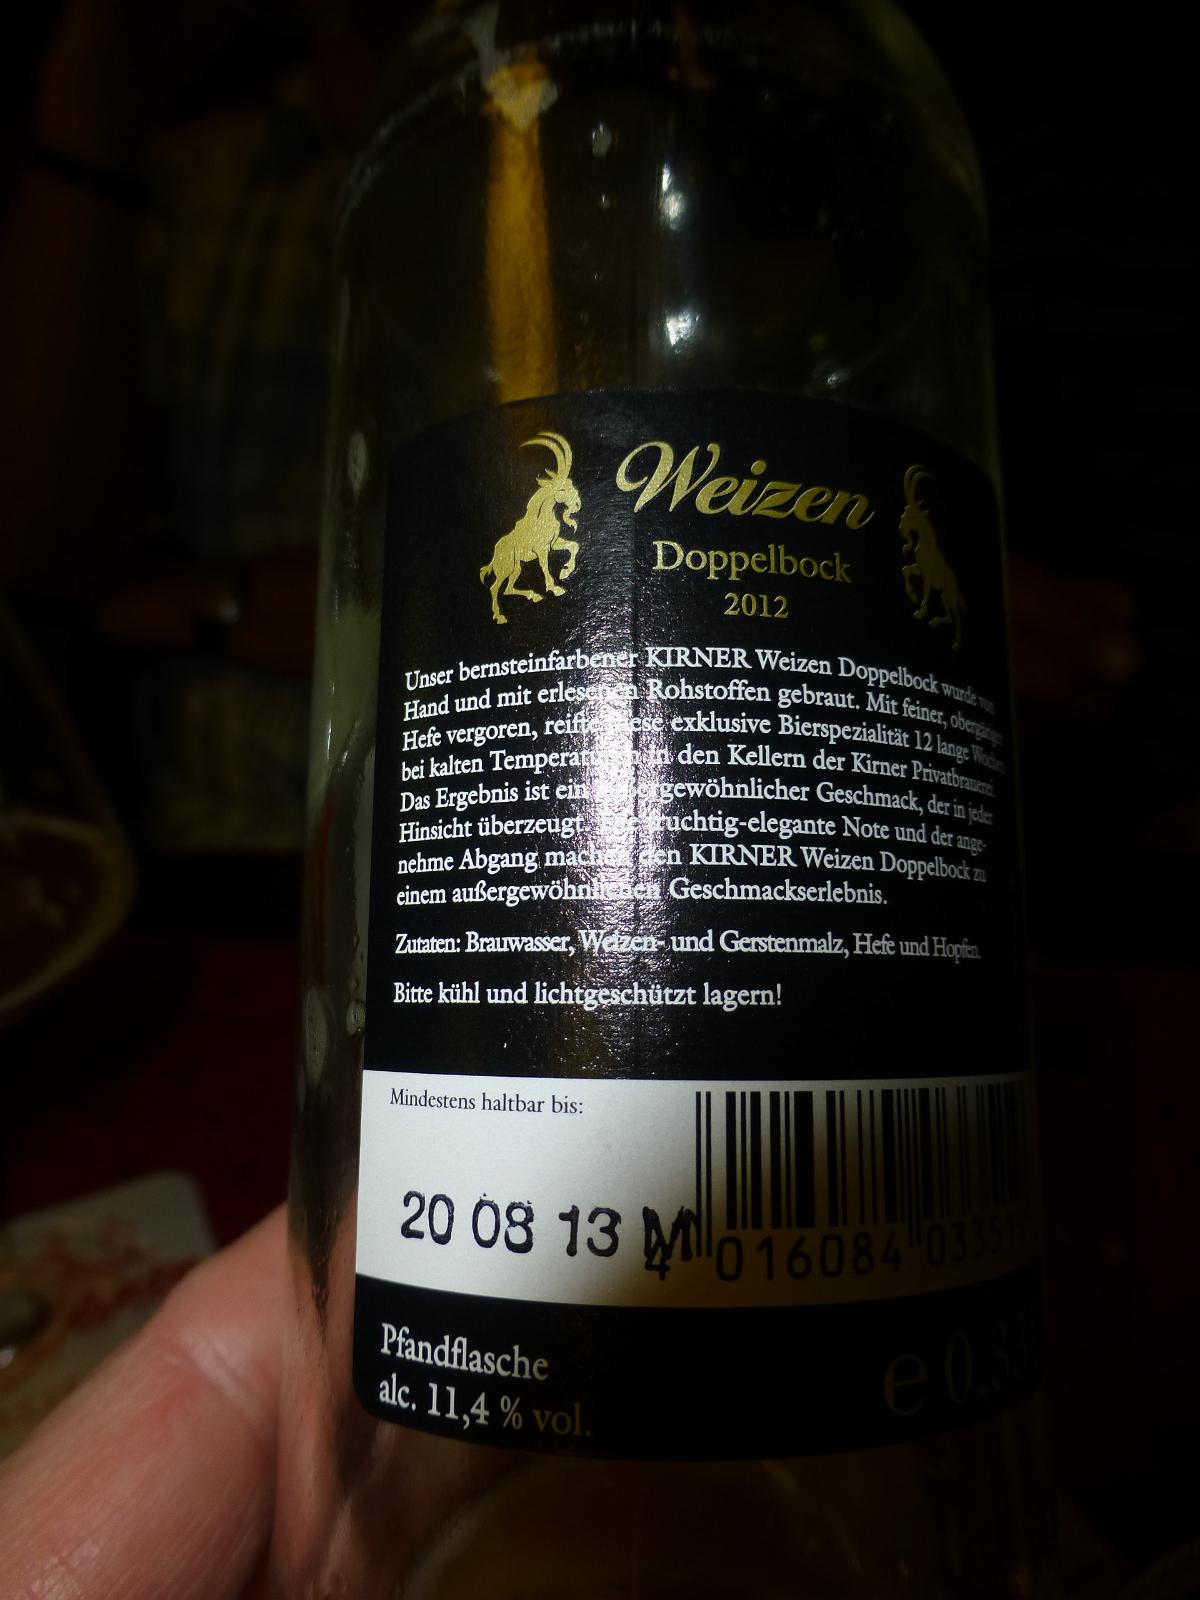 Weizen
Doppelbock
2012
Unser bernsteinfarbener KIRNER Weizen Doppelbock wurde von
Hand und mit erlesenen Rohstoffen gebraut. Mit feiner, obergäriger
Hefe vergoren, reifte diese exklusive Bierspezialität 12 lange Wochen
bei kalten Temperaturen in den Kellern der Kirner Privatbrauerei.
Das Ergebnis ist ein außergewöhnlicher Geschmack, der in jeder
Hinsicht überzeugt. Die fruchtig-elegante Note und der ange-
nehme Abgang machen den KIRNER Weizen Doppelbock zu
einem außergewöhnlichen Geschmackserlebnis.
Zutaten: Brauwasser, Weizen- und Gerstenmalz, Hefe und Hopfen.
Bitte kühl und lichtgeschützt lagern!
Mindestens haltbar bis:
20 08 13 M
4 016084
Pfandflasche
alc. 11,4 % vol.
e 0,33